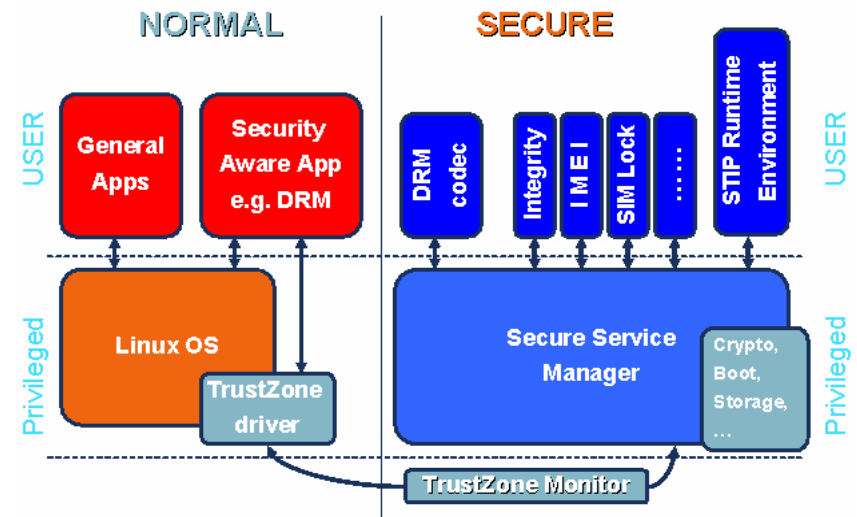 NORMAL
SECURE
USER
General
Apps
Security
Aware App
e.g. DRM
DRM
codec
Integrity
I M E I
SIM Lock
......
STIP Runtime
Environment
USER
Privileged
Linux OS
TrustZone
driver
Secure Service
Manager
Crypto,
Boot,
Storage,
...
Privileged
TrustZone Monitor